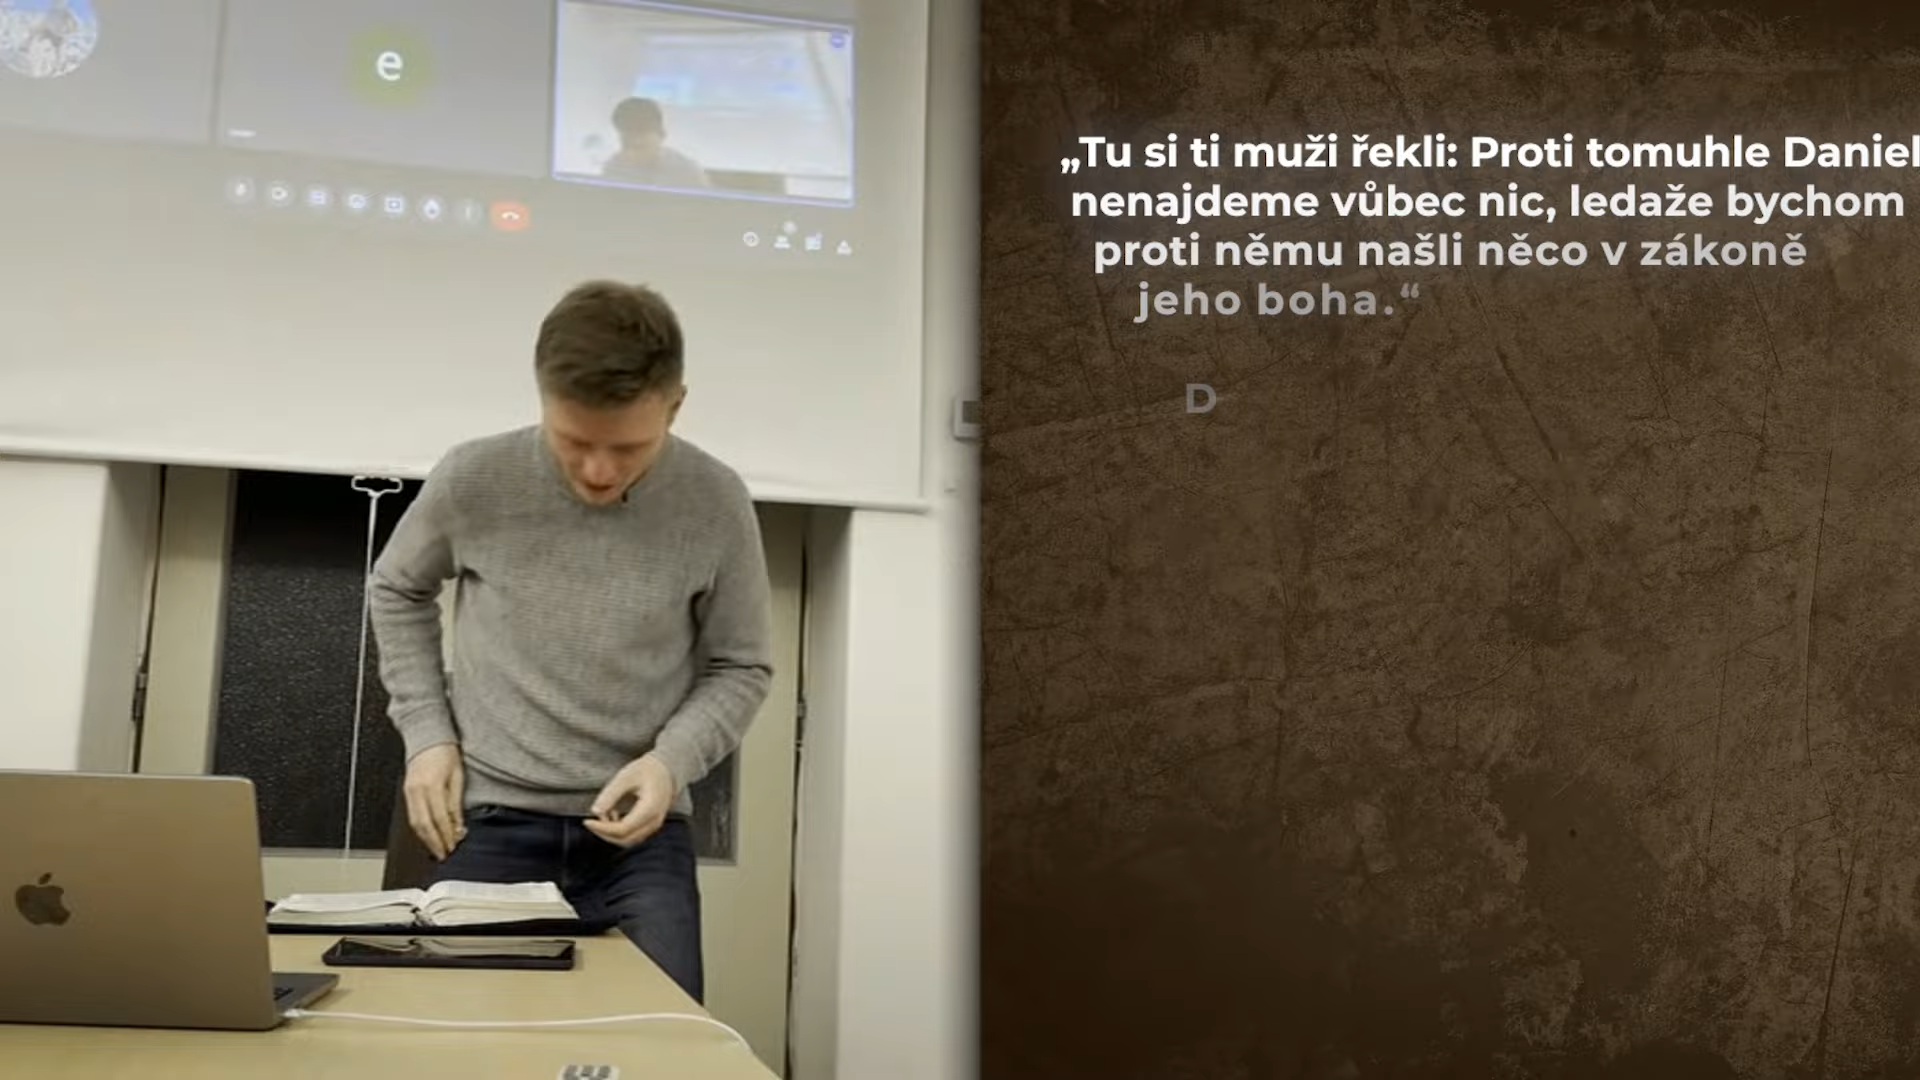 e
„Tu si ti muži řekli: Proti tomuhle Daniel
nenajdeme vůbec nic, ledaže bychom
proti němu našli něco v zákoně
jeho boha.“
D